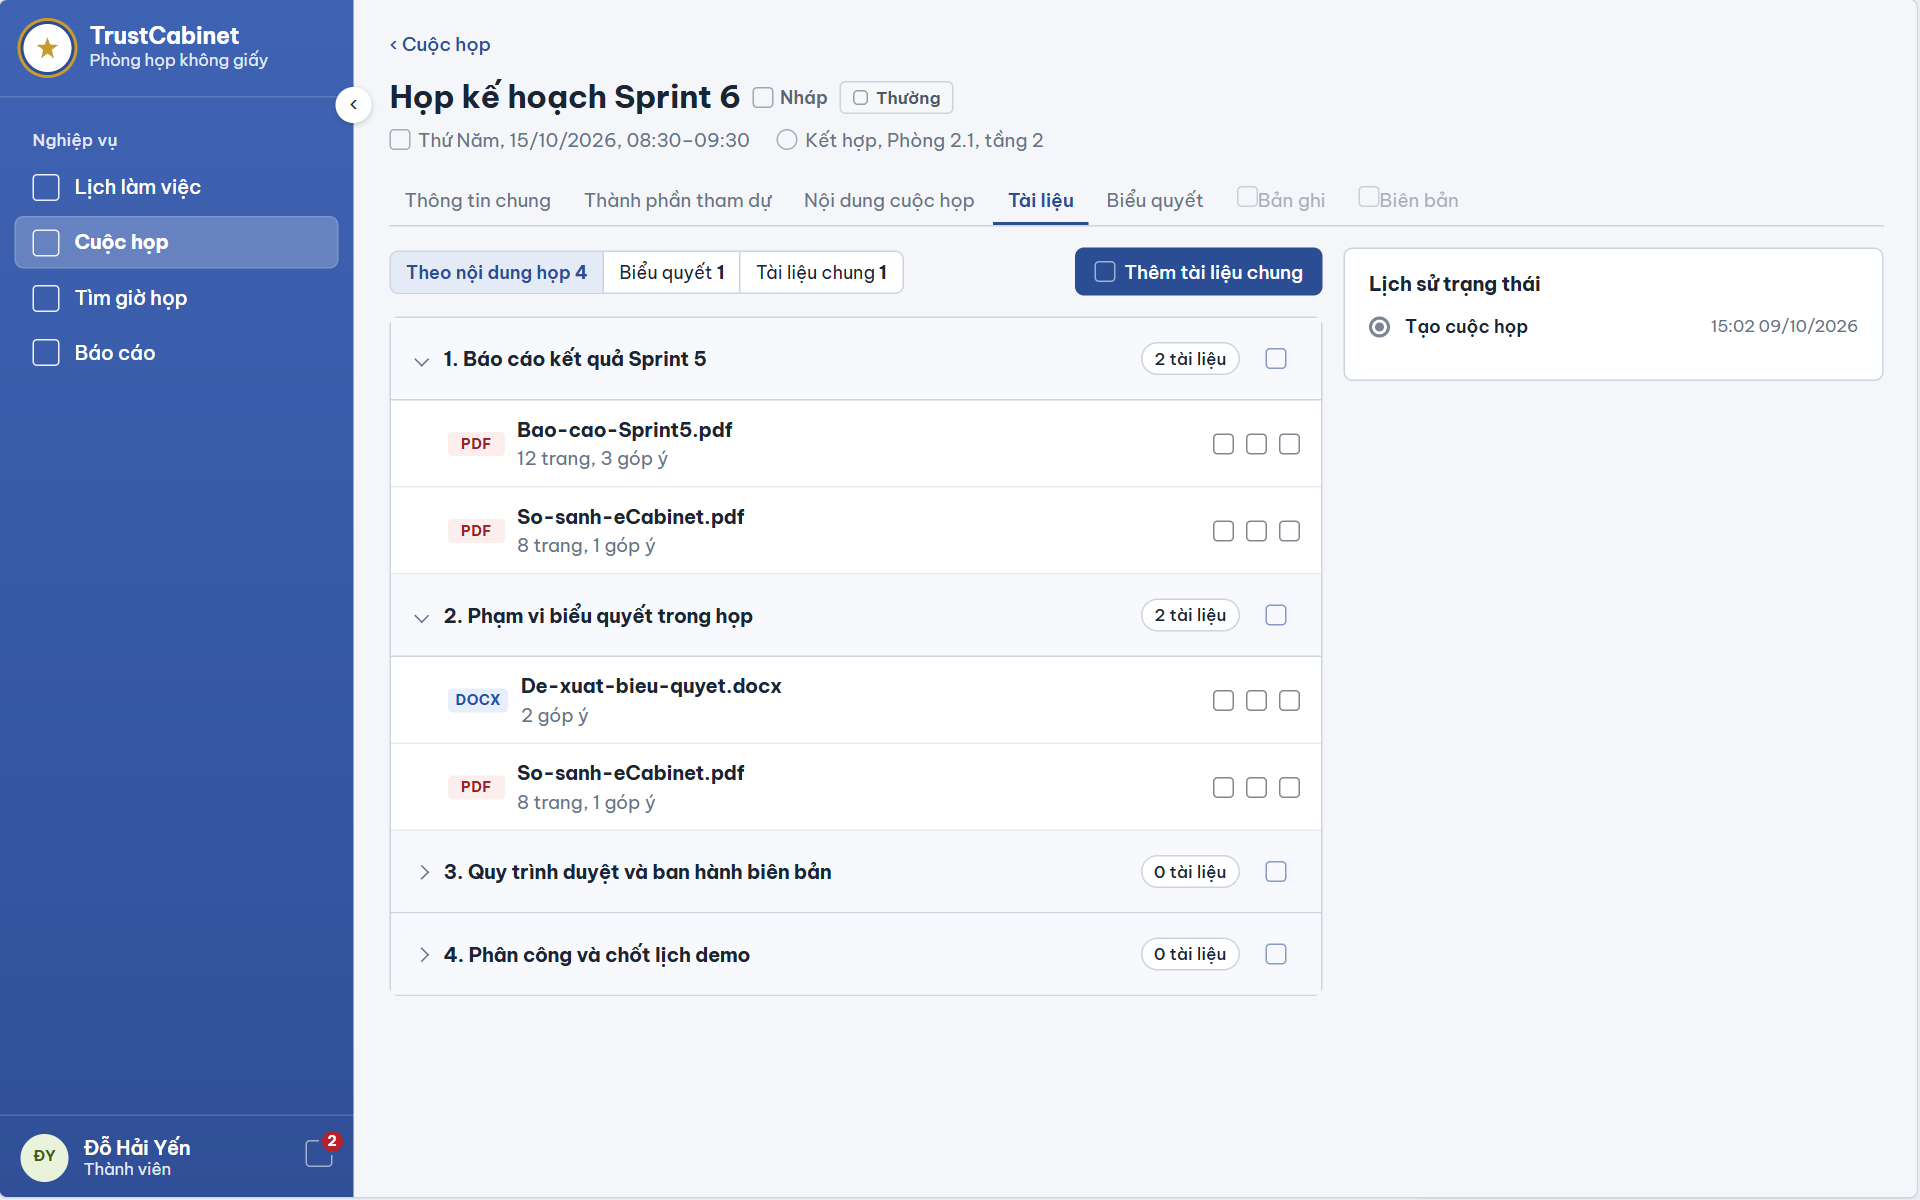 TrustCabinet
Phòng họp không giấy
Nghiệp vụ
Lịch làm việc
Cuộc họp
Tìm giờ họp
Báo cáo
ĐY
Đỗ Hải Yến
Thành viên
2
‹ Cuộc họp
Họp kế hoạch Sprint 6 Nháp Thường
Thứ Năm, 15/10/2026, 08:30–09:30 Kết hợp, Phòng 2.1, tầng 2
Thông tin chung Thành phần tham dự Nội dung cuộc họp Tài liệu Biểu quyết Bản ghi Biên bản
Theo nội dung họp 4 Biểu quyết 1 Tài liệu chung 1 Thêm tài liệu chung
1. Báo cáo kết quả Sprint 5 2 tài liệu
PDF Bao-cao-Sprint5.pdf
12 trang, 3 góp ý
PDF So-sanh-eCabinet.pdf
8 trang, 1 góp ý
2. Phạm vi biểu quyết trong họp 2 tài liệu
DOCX De-xuat-bieu-quyet.docx
2 góp ý
PDF So-sanh-eCabinet.pdf
8 trang, 1 góp ý
3. Quy trình duyệt và ban hành biên bản 0 tài liệu
4. Phân công và chốt lịch demo 0 tài liệu
Lịch sử trạng thái
Tạo cuộc họp 15:02 09/10/2026